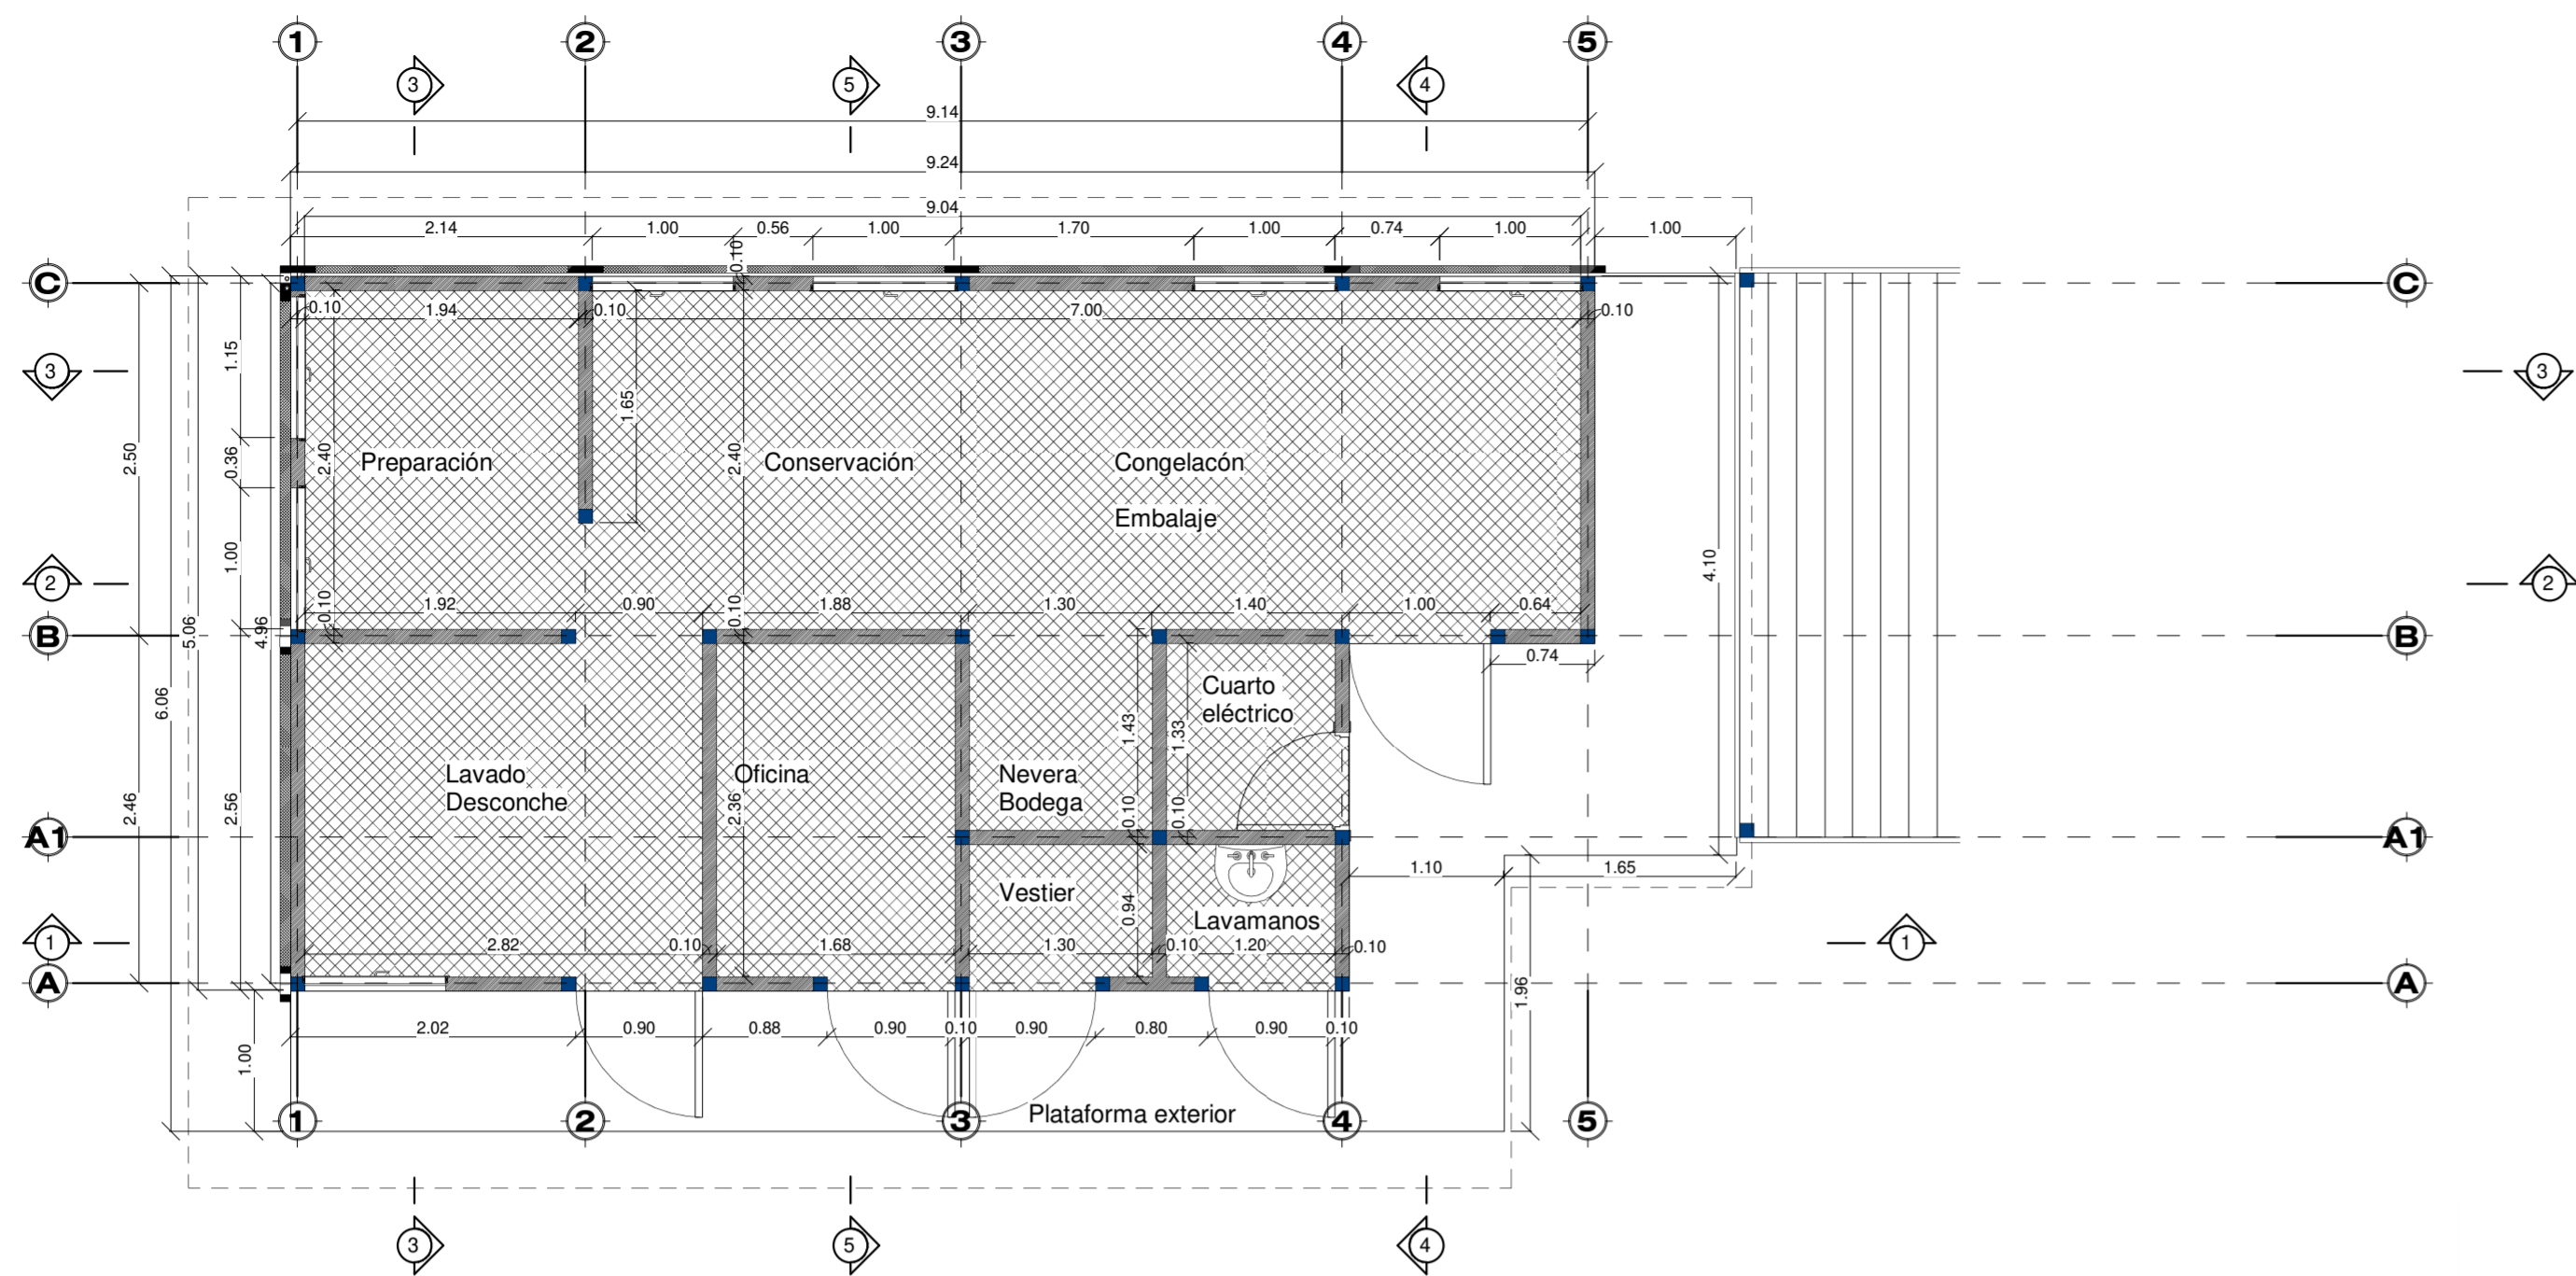 1 2 3 4 5
3 5 4
9.14
9.24
9.04
2.14 1.00 0.56 1.00 1.70 1.00 0.74 1.00 1.00
0.10
C C
0.10 1.94 0.10 7.00 0.10
1.15
3 3
1.65
2.50 0.36 2.40 2.40
Preparación Conservación Congelacón
Embalaje
1.00 4.10
2 2
0.10 1.92 0.90 0.10 1.88 1.30 1.40 1.00 0.64
B B
5.06 4.96
0.74
6.06
Cuarto
eléctrico
1.43 1.33
Lavado
Desconche
Oficina
Nevera
Bodega
2.46 2.56 2.36 0.10 0.10
A1 A1
1.10 1.65
Vestier
0.94
Lavamanos
1 1
2.82 0.10 1.68 1.30 0.10 1.20 0.10
A A
1.96
2.02 0.90 0.88 0.90 0.10 0.90 0.80 0.90 0.10
1.00
Plataforma exterior
1 2 3 4 5
3 5 4